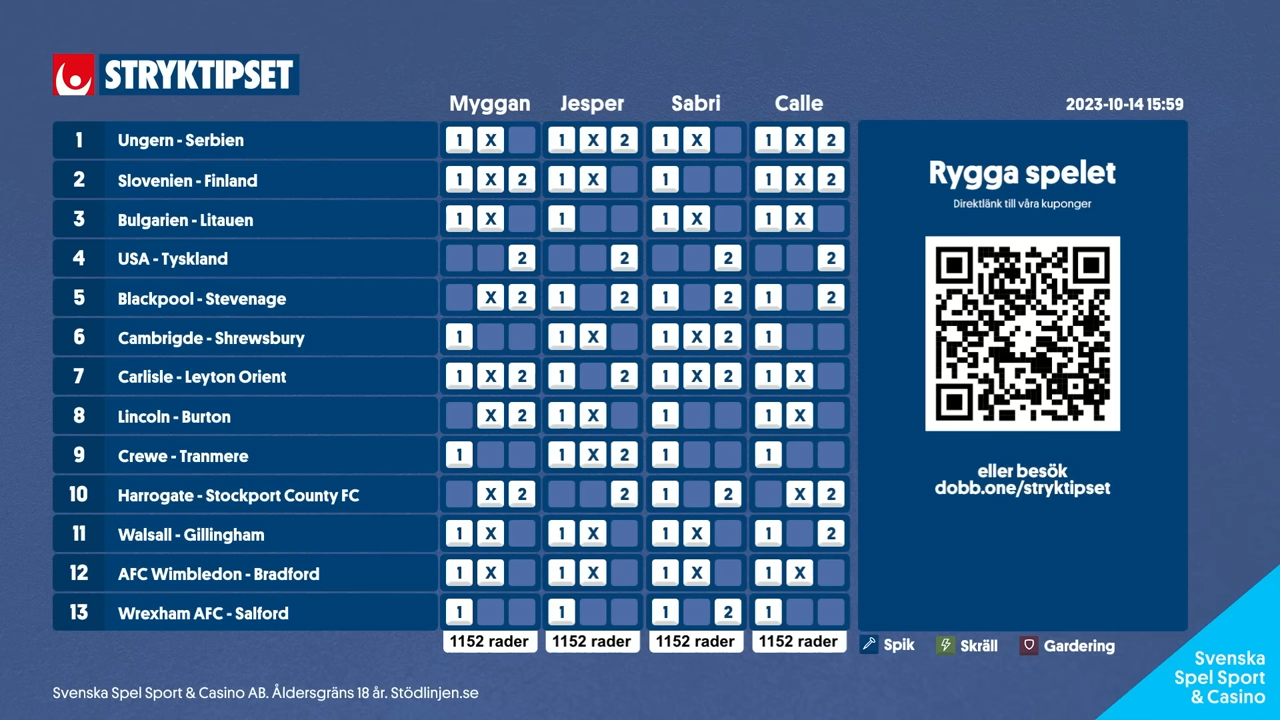 STRYKTIPSET
Myggan Jesper Sabri Calle 2023-10-14 15:59
1 Ungern - Serbien 1 X 1 X 2 1 X 1 X 2
2 Slovenien - Finland 1 X 2 1 X 1 1 X 2
3 Bulgarien - Litauen 1 X 1 1 X 1 X
4 USA - Tyskland 2 2 2 2
5 Blackpool - Stevenage X 2 1 2 1 2 1 2
6 Cambrigde - Shrewsbury 1 1 X 1 X 2 1
7 Carlisle - Leyton Orient 1 X 2 1 2 1 X 2 1 X
8 Lincoln - Burton X 2 1 X 1 1 X
9 Crewe - Tranmere 1 1 X 2 1 1
10 Harrogate - Stockport County FC X 2 2 1 2 X 2
11 Walsall - Gillingham 1 X 1 X 1 X 1 2
12 AFC Wimbledon - Bradford 1 X 1 X 1 X 1 X
13 Wrexham AFC - Salford 1 1 1 2 1
1152 rader 1152 rader 1152 rader 1152 rader
Rygga spelet
Direktlänk till våra kuponger
eller besök
dobb.one/stryktipset
Spik Skräll Gardering
Svenska Spel Sport & Casino AB. Åldersgräns 18 år. Stödlinjen.se
Svenska
Spel Sport
& Casino